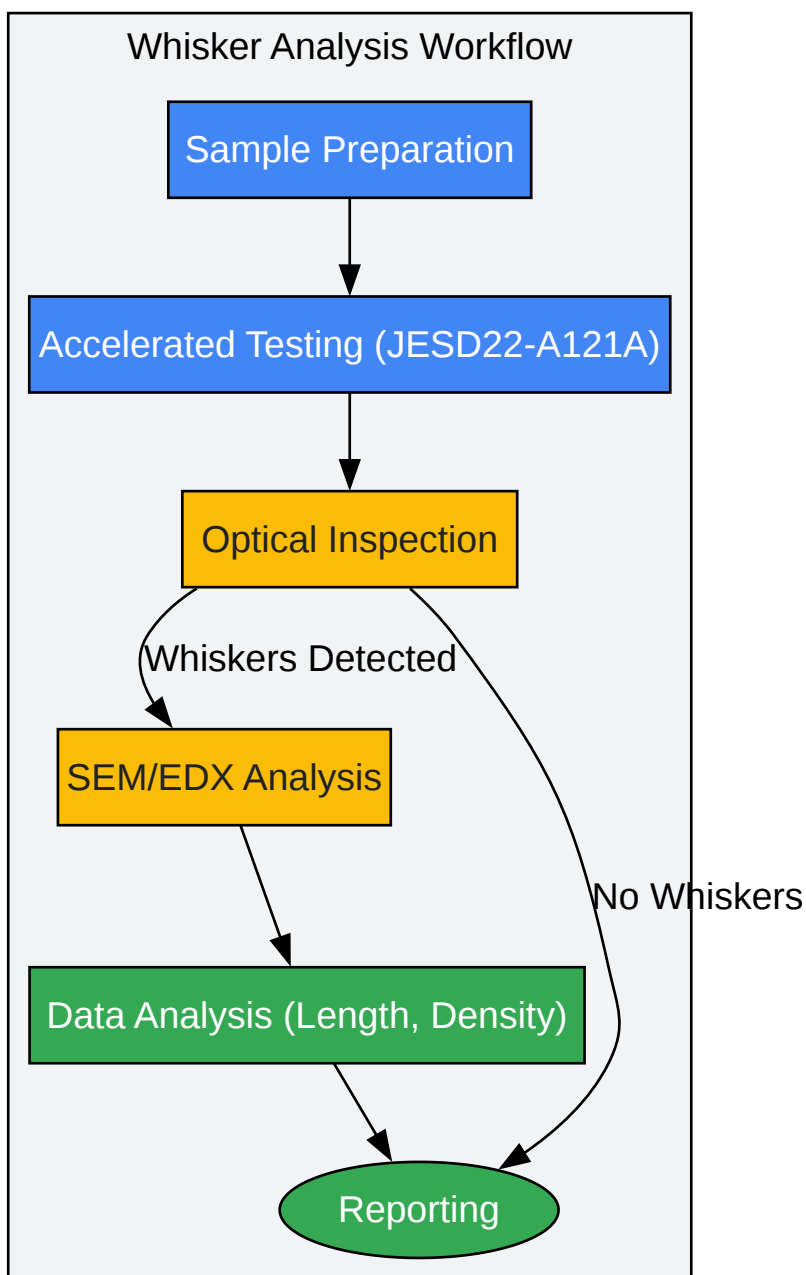 Whisker Analysis Workflow
Sample Preparation
Accelerated Testing (JESD22-A121A)
Optical Inspection
Whiskers Detected
SEM/EDX Analysis
No Whiskers
Data Analysis (Length, Density)
Reporting